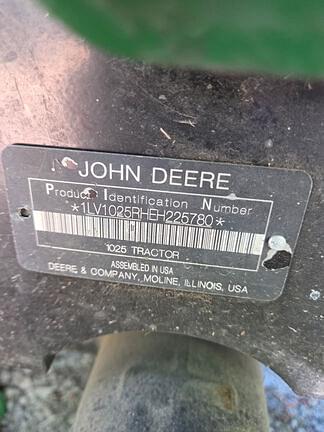 JOHN DEERE
Product Identification Number
*1LV1025RHEH225780*
1025 TRACTOR
ASSEMBLED IN USA
DEERE & COMPANY, MOLINE, ILLINOIS, USA